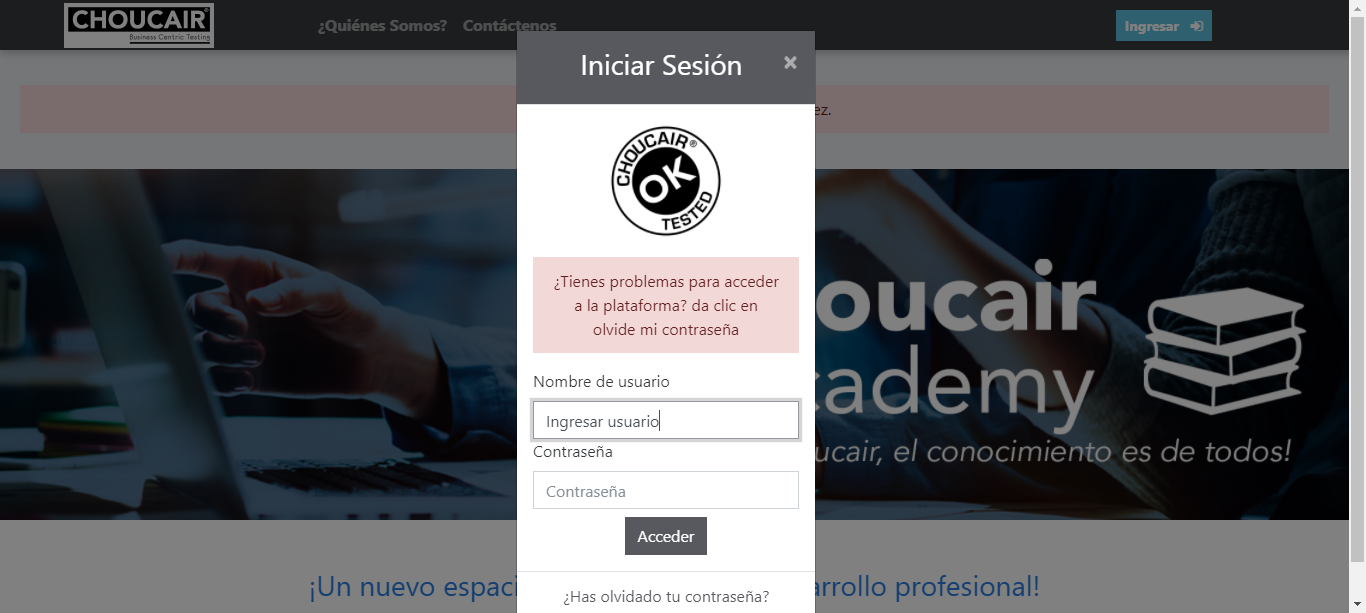 CHOUCAIR®
Business Centric Testing
¿Quiénes Somos? Contáctenos
Ingresar
Iniciar Sesión
×
ez.
CHOUCAIR®
OK
TESTED
¿Tienes problemas para acceder
a la plataforma? da clic en
olvide mi contraseña
Nombre de usuario
Ingresar usuario
Contraseña
Contraseña
Acceder
¿Has olvidado tu contraseña?
oucair
cademy
ucair, el conocimiento es de todos!
¡Un nuevo espaci
rrollo profesional!